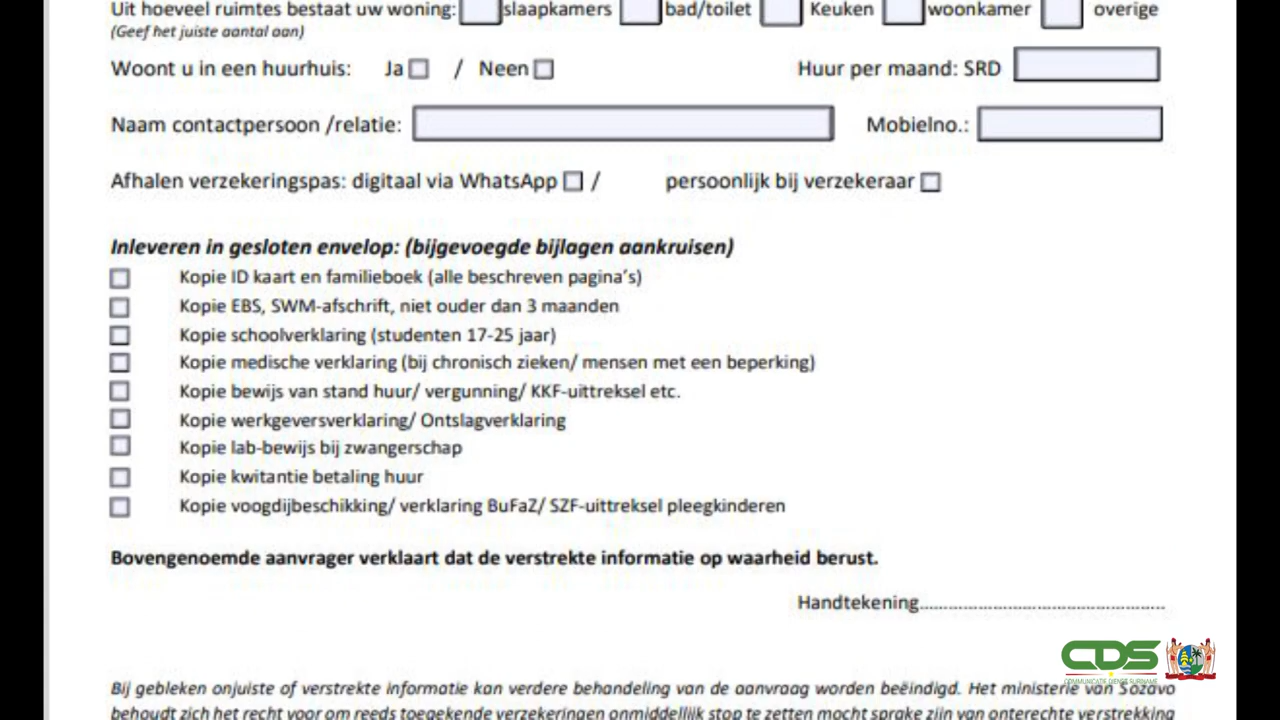 Uit hoeveel ruimtes bestaat uw woning: slaapkamers bad/toilet Keuken woonkamer overige
(Geef het juiste aantal aan)
Woont u in een huurhuis: Ja / Neen Huur per maand: SRD
Naam contactpersoon /relatie: Mobielno.:
Afhalen verzekeringspas: digitaal via WhatsApp / persoonlijk bij verzekeraar
Inleveren in gesloten envelop: (bijgevoegde bijlagen aankruisen)
Kopie ID kaart en familieboek (alle beschreven pagina's)
Kopie EBS, SWM-afschrift, niet ouder dan 3 maanden
Kopie schoolverklaring (studenten 17-25 jaar)
Kopie medische verklaring (bij chronisch zieken/ mensen met een beperking)
Kopie bewijs van stand huur/ vergunning/ KKF-uittreksel etc.
Kopie werkgeversverklaring/ Ontslagverklaring
Kopie lab-bewijs bij zwangerschap
Kopie kwitantie betaling huur
Kopie voogdijbeschikking/ verklaring BuFaZ/ SZF-uittreksel pleegkinderen
Bovengenoemde aanvrager verklaart dat de verstrekte informatie op waarheid berust.
Handtekening
CDS
COMMUNICATIE DIENST SURINAME
Bij gebleken onjuiste of verstrekte informatie kan verdere behandeling van de aanvraag worden beëindigd. Het ministerie van Sozavo
behoudt zich het recht voor om reeds toegekende verzekeringen onmiddellijk stop te zetten mocht sprake zijn van onterechte verstrekking